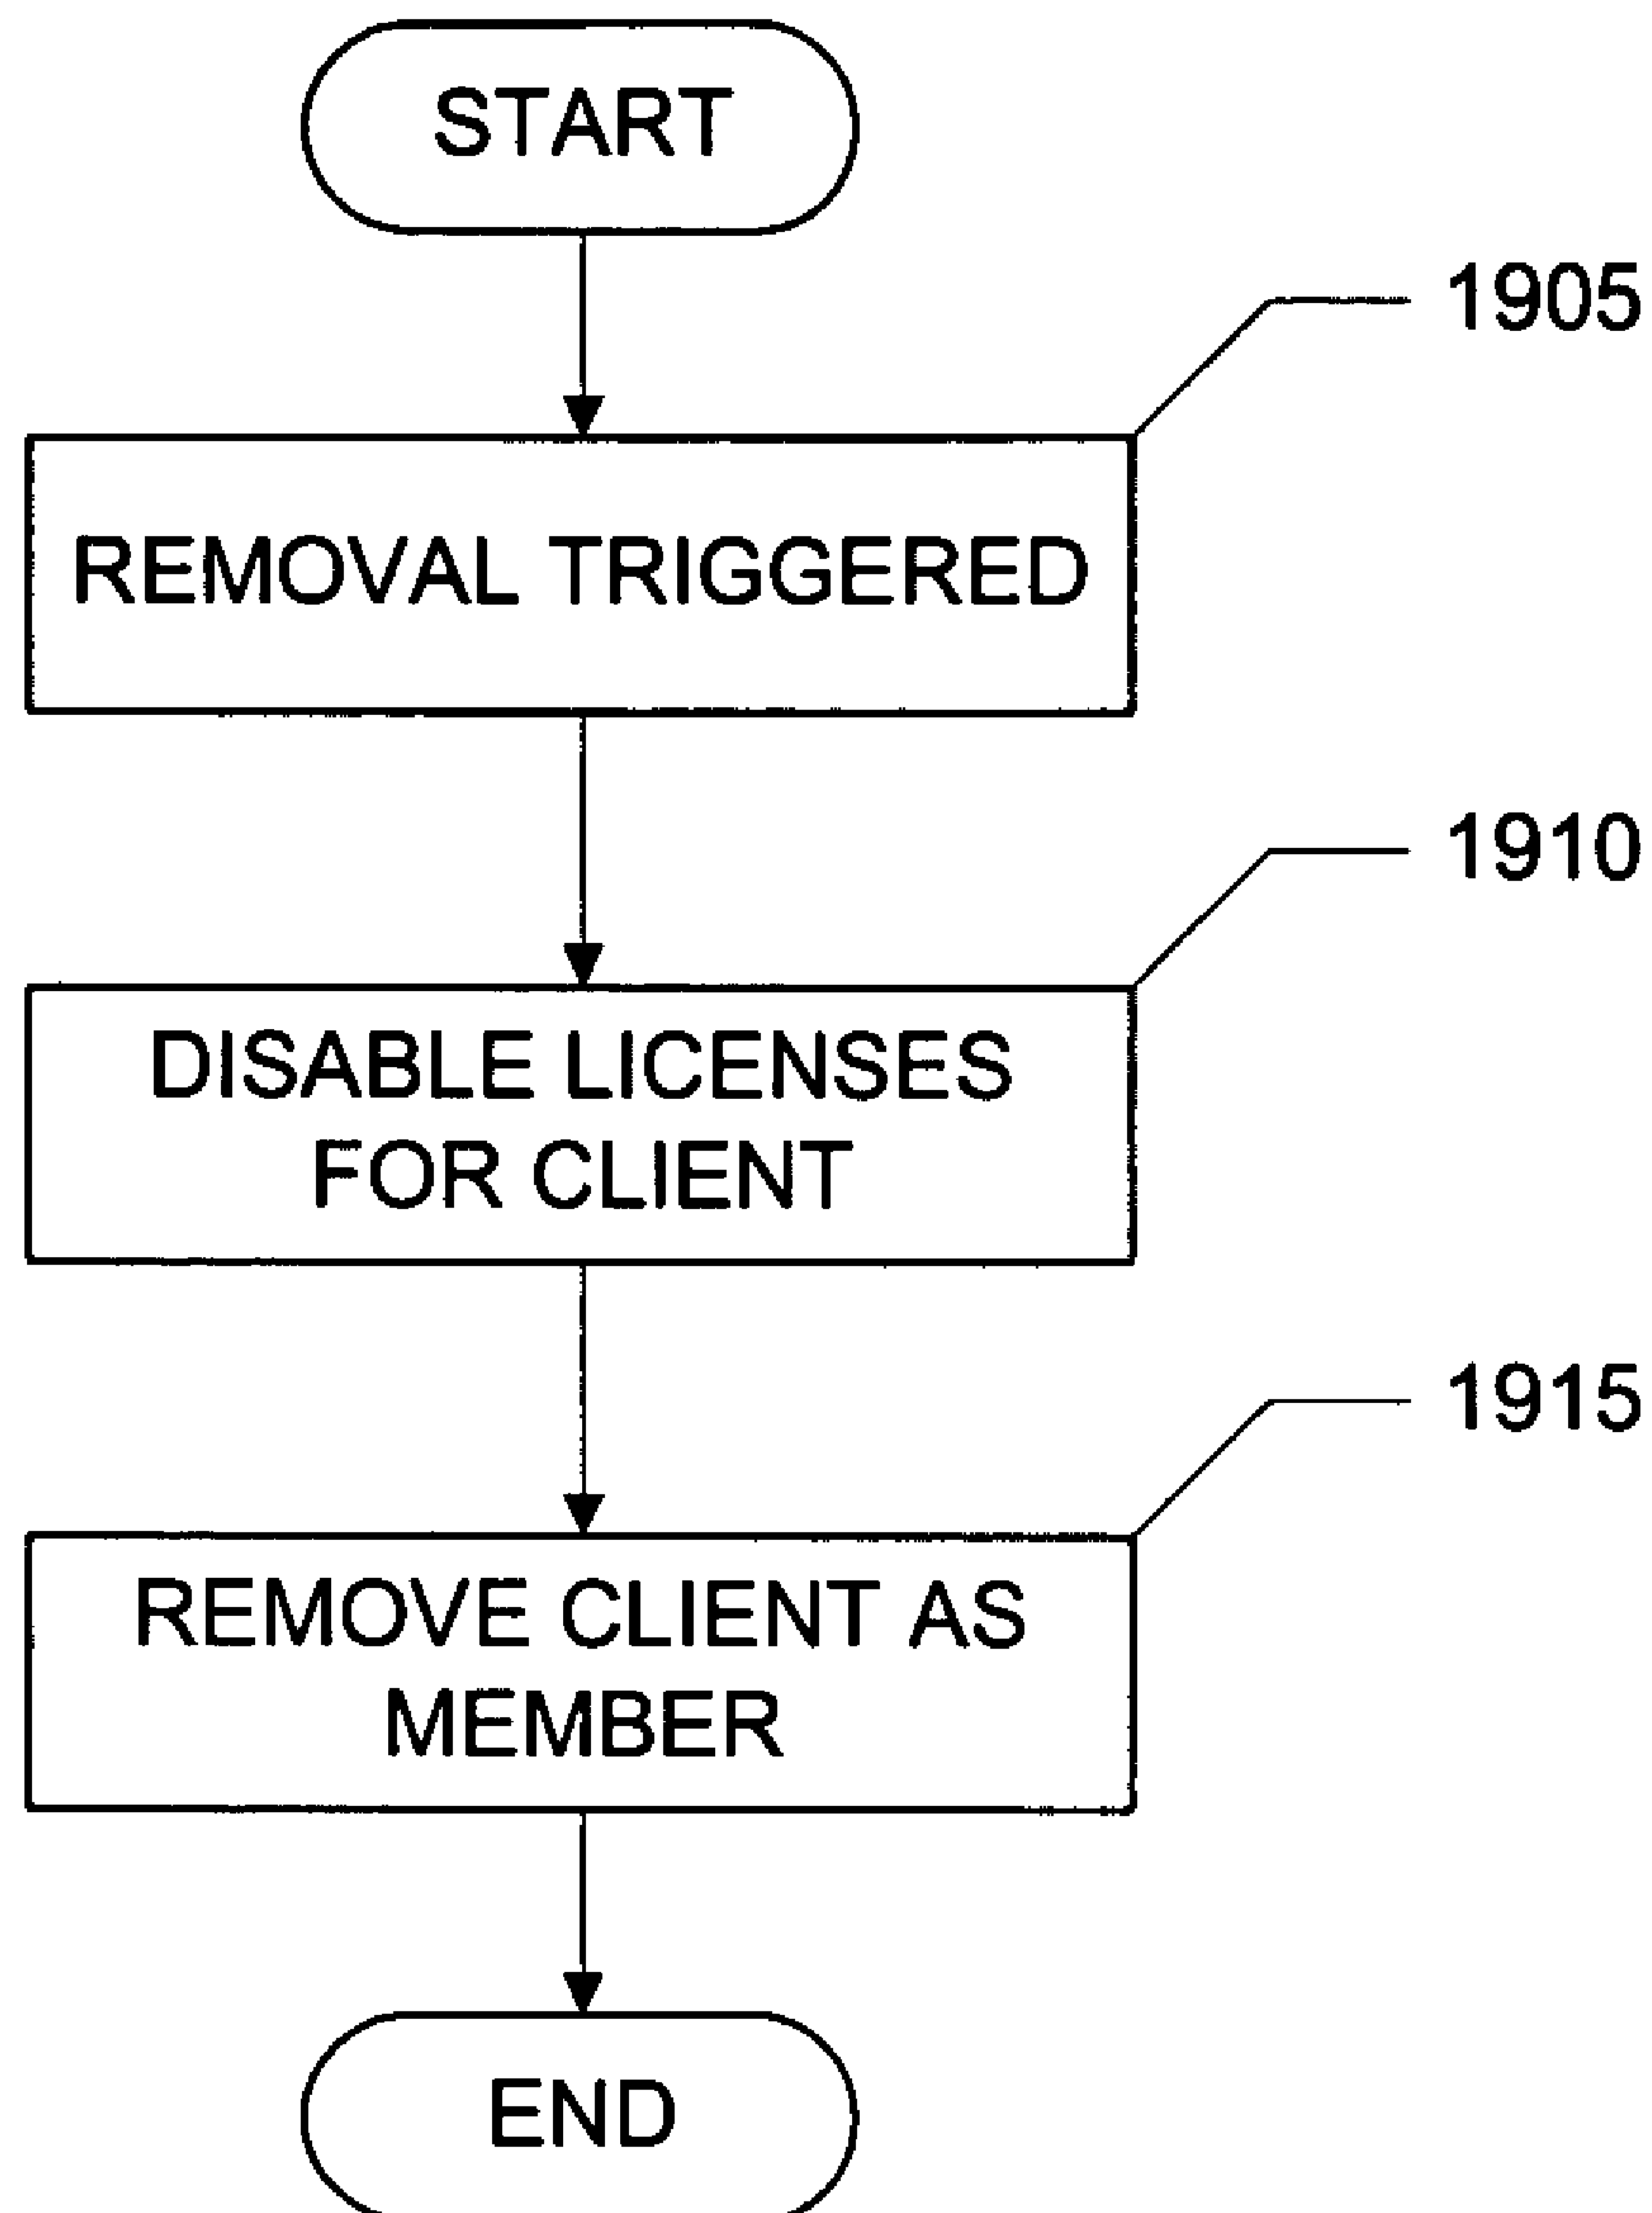 START
1905
REMOVAL TRIGGERED
1910
DISABLE LICENSES
FOR CLIENT
1915
REMOVE CLIENT AS
MEMBER
END